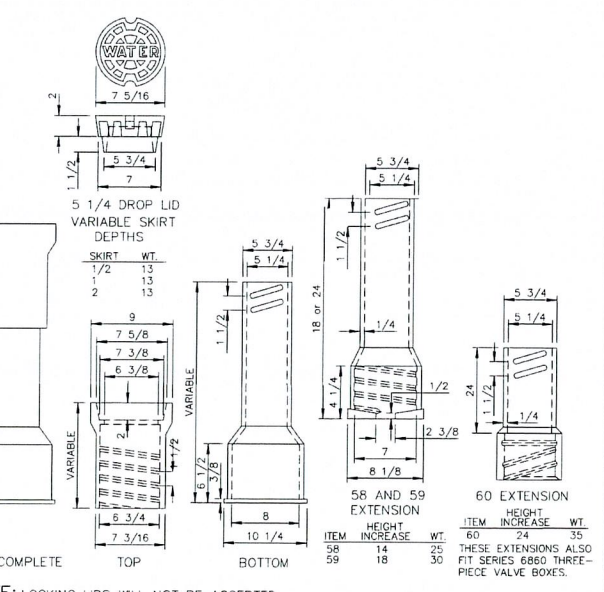 WATER
7 5/16
2
1 1/2
5 3/4
7
5 1/4 DROP LID
VARIABLE SKIRT
DEPTHS
SKIRT WT.
1/2 13
1 13
2 13
9
7 5/8
7 3/8
6 3/8
VARIABLE
2
1 1/2
6 3/4
7 3/16
COMPLETE
TOP
5 3/4
5 1/4
1 1/2
VARIABLE
6 1/2
3/8
8
10 1/4
BOTTOM
5 3/4
5 1/4
1 1/2
18 or 24
1/4
4 1/4
1/2
2 3/8
7
8 1/8
58 AND 59
EXTENSION
ITEM HEIGHT INCREASE WT.
58 14 25
59 18 30
5 3/4
5 1/4
24
1 1/2
1/4
60 EXTENSION
ITEM HEIGHT INCREASE WT.
60 24 35
THESE EXTENSIONS ALSO
FIT SERIES 6860 THREE-
PIECE VALVE BOXES.